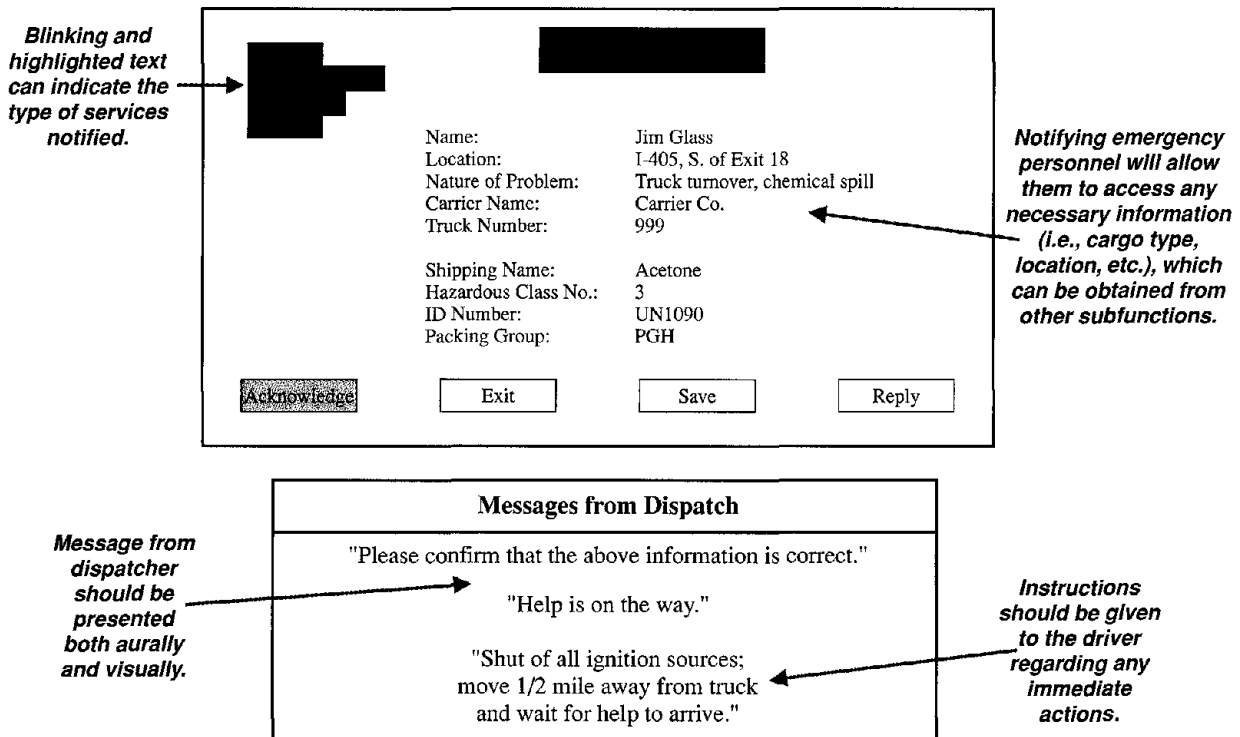 Blinking and
highlighted text
can indicate the
type of services
notified.
Name: Jim Glass
Location: I-405, S. of Exit 18
Nature of Problem: Truck turnover, chemical spill
Carrier Name: Carrier Co.
Truck Number: 999
Shipping Name: Acetone
Hazardous Class No.: 3
ID Number: UN1090
Packing Group: PGH
Acknowledge Exit Save Reply
Notifying emergency
personnel will allow
them to access any
necessary information
(i.e., cargo type,
location, etc.), which
can be obtained from
other subfunctions.
Messages from Dispatch
"Please confirm that the above information is correct."
"Help is on the way."
"Shut of all ignition sources;
move 1/2 mile away from truck
and wait for help to arrive."
Message from
dispatcher
should be
presented
both aurally
and visually.
Instructions
should be given
to the driver
regarding any
immediate
actions.